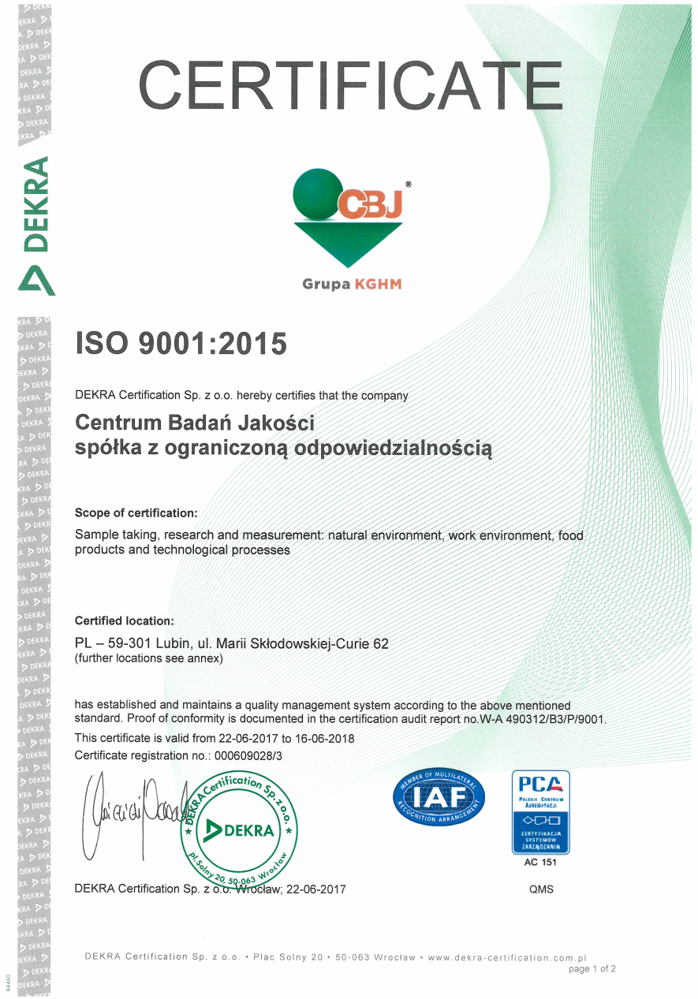 CERTIFICATE
DEKRA
CBJ®
Grupa KGHM
ISO 9001:2015
DEKRA Certification Sp. z o.o. hereby certifies that the company
Centrum Badań Jakości
spółka z ograniczoną odpowiedzialnością
Scope of certification:
Sample taking, research and measurement: natural environment, work environment, food
products and technological processes
Certified location:
PL – 59-301 Lubin, ul. Marii Skłodowskiej-Curie 62
(further locations see annex)
has established and maintains a quality management system according to the above mentioned
standard. Proof of conformity is documented in the certification audit report no.W-A 490312/B3/P/9001.
This certificate is valid from 22-06-2017 to 16-06-2018
Certificate registration no.: 000609028/3
DEKRA Certification Sp. z o.o.
DEKRA
pl. Solny 20, 50-063 Wrocław
MEMBER OF MULTILATERAL
IAF
RECOGNITION ARRANGEMENT
PCA
POLSKIE CENTRUM
AKREDYTACJI
CERTYFIKACJA
SYSTEMÓW
ZARZĄDZANIA
AC 151
DEKRA Certification Sp. z o.o. Wrocław; 22-06-2017
QMS
DEKRA Certification Sp. z o.o. • Plac Solny 20 • 50-063 Wrocław • www.dekra-certification.com.pl
page 1 of 2
84460